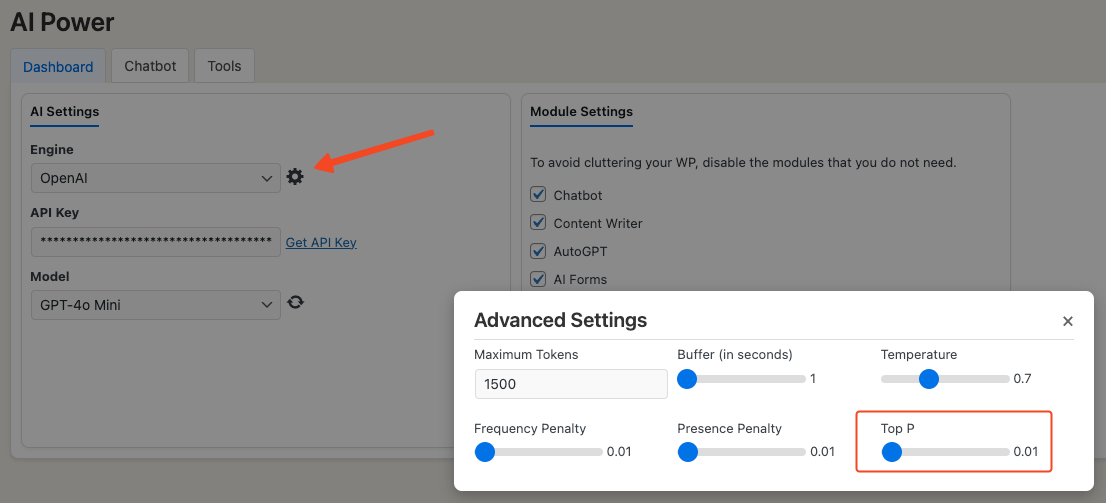 AI Power
Dashboard
Chatbot
Tools
AI Settings
Engine
OpenAI
API Key
************************************
Get API Key
Model
GPT-4o Mini
Module Settings
To avoid cluttering your WP, disable the modules that you do not need.
Chatbot
Content Writer
AutoGPT
AI Forms
Advanced Settings
×
Maximum Tokens
1500
Buffer (in seconds)
1
Temperature
0.7
Frequency Penalty
0.01
Presence Penalty
0.01
Top P
0.01